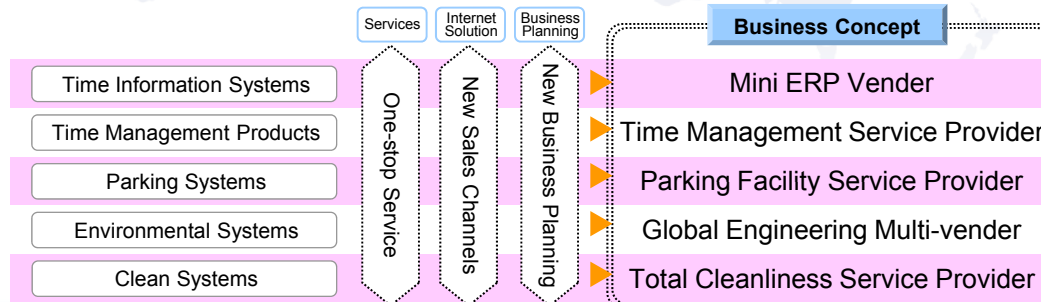 Services
Internet
Solution
Business
Planning
Business Concept
Time Information Systems
Mini ERP Vender
Time Management Products
Time Management Service Provider
Parking Systems
Parking Facility Service Provider
Environmental Systems
Global Engineering Multi-vender
Clean Systems
Total Cleanliness Service Provider
One-stop Service
New Sales Channels
New Business Planning